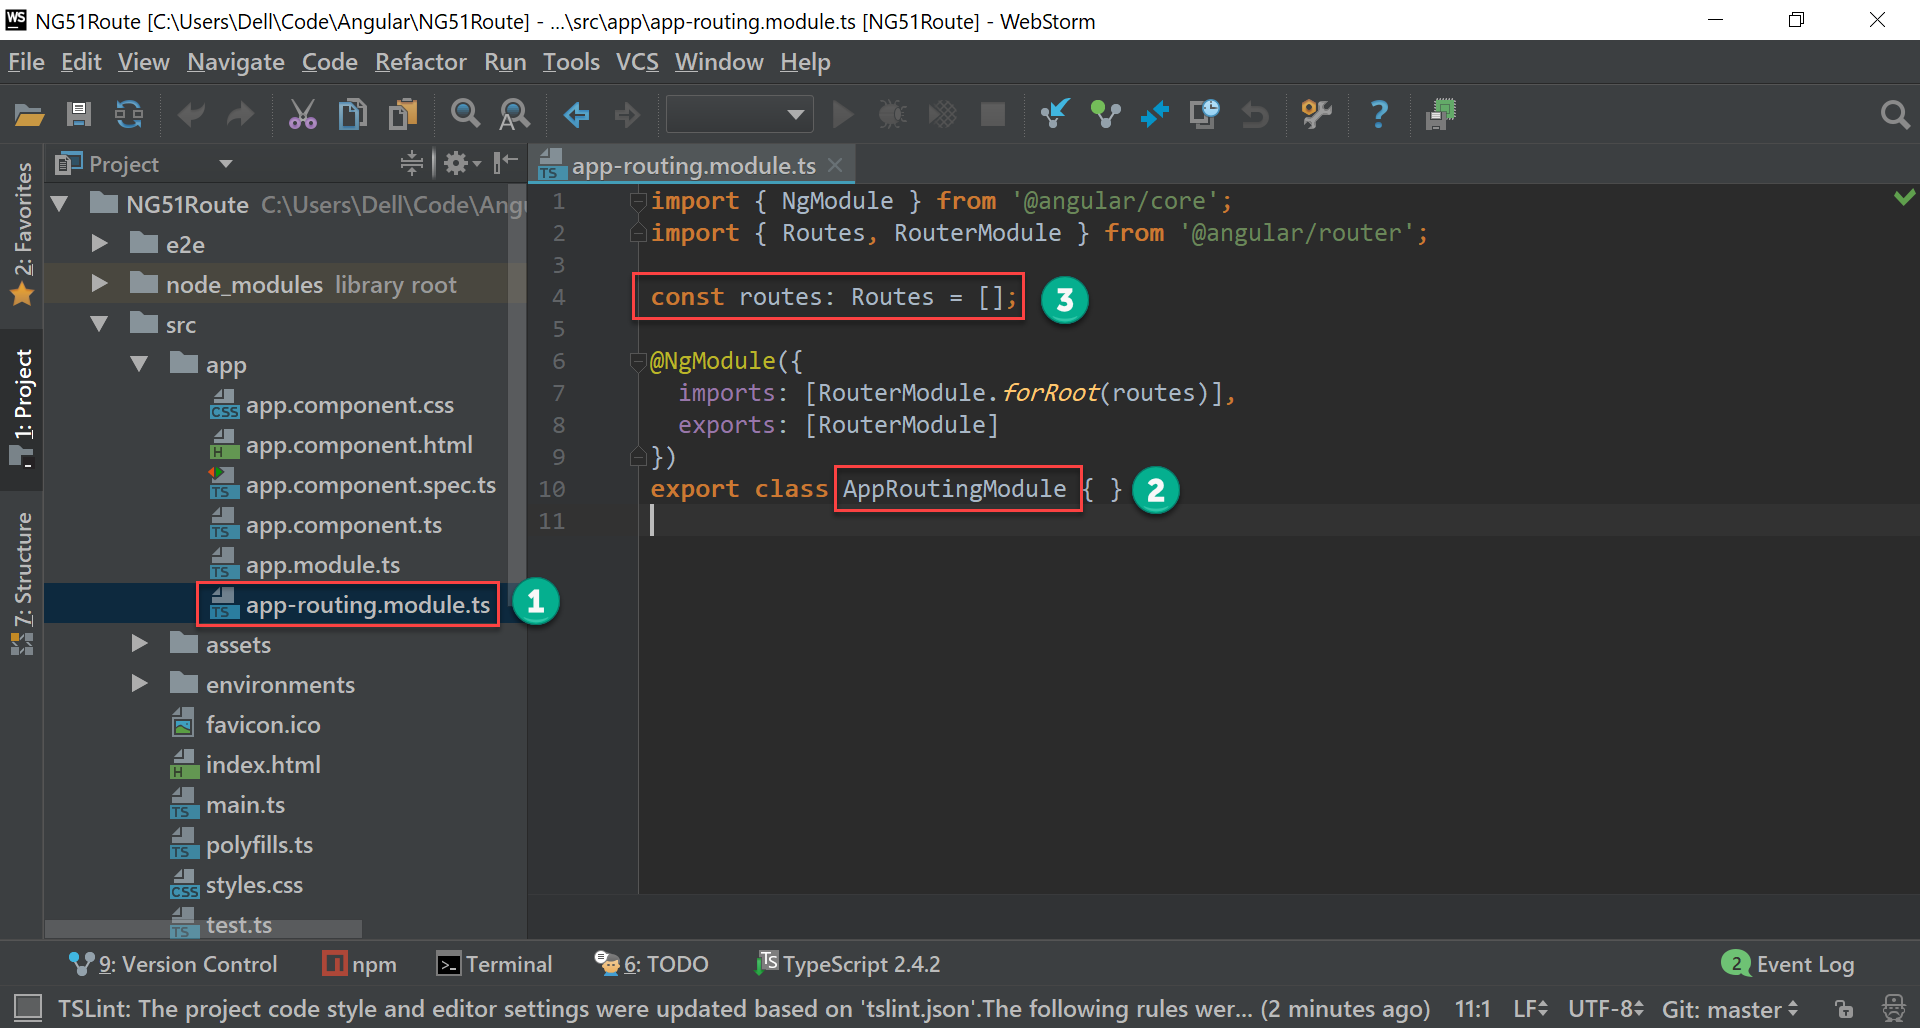 WS NG51Route [C:\Users\Dell\Code\Angular\NG51Route] - ...\src\app\app-routing.module.ts [NG51Route] - WebStorm
File Edit View Navigate Code Refactor Run Tools VCS Window Help
Project
app-routing.module.ts
2: Favorites
1: Project
7: Structure
NG51Route C:\Users\Dell\Code\Angu
e2e
node_modules library root
src
app
app.component.css
app.component.html
app.component.spec.ts
app.component.ts
app.module.ts
app-routing.module.ts 1
assets
environments
favicon.ico
index.html
main.ts
polyfills.ts
styles.css
test.ts
1 import { NgModule } from '@angular/core';
2 import { Routes, RouterModule } from '@angular/router';
3
4 const routes: Routes = []; 3
5
6 @NgModule({
7 imports: [RouterModule.forRoot(routes)],
8 exports: [RouterModule]
9 })
10 export class AppRoutingModule { } 2
11
9: Version Control npm Terminal 6: TODO TypeScript 2.4.2 2 Event Log
TSLint: The project code style and editor settings were updated based on 'tslint.json'.The following rules wer... (2 minutes ago) 11:1 LF UTF-8 Git: master